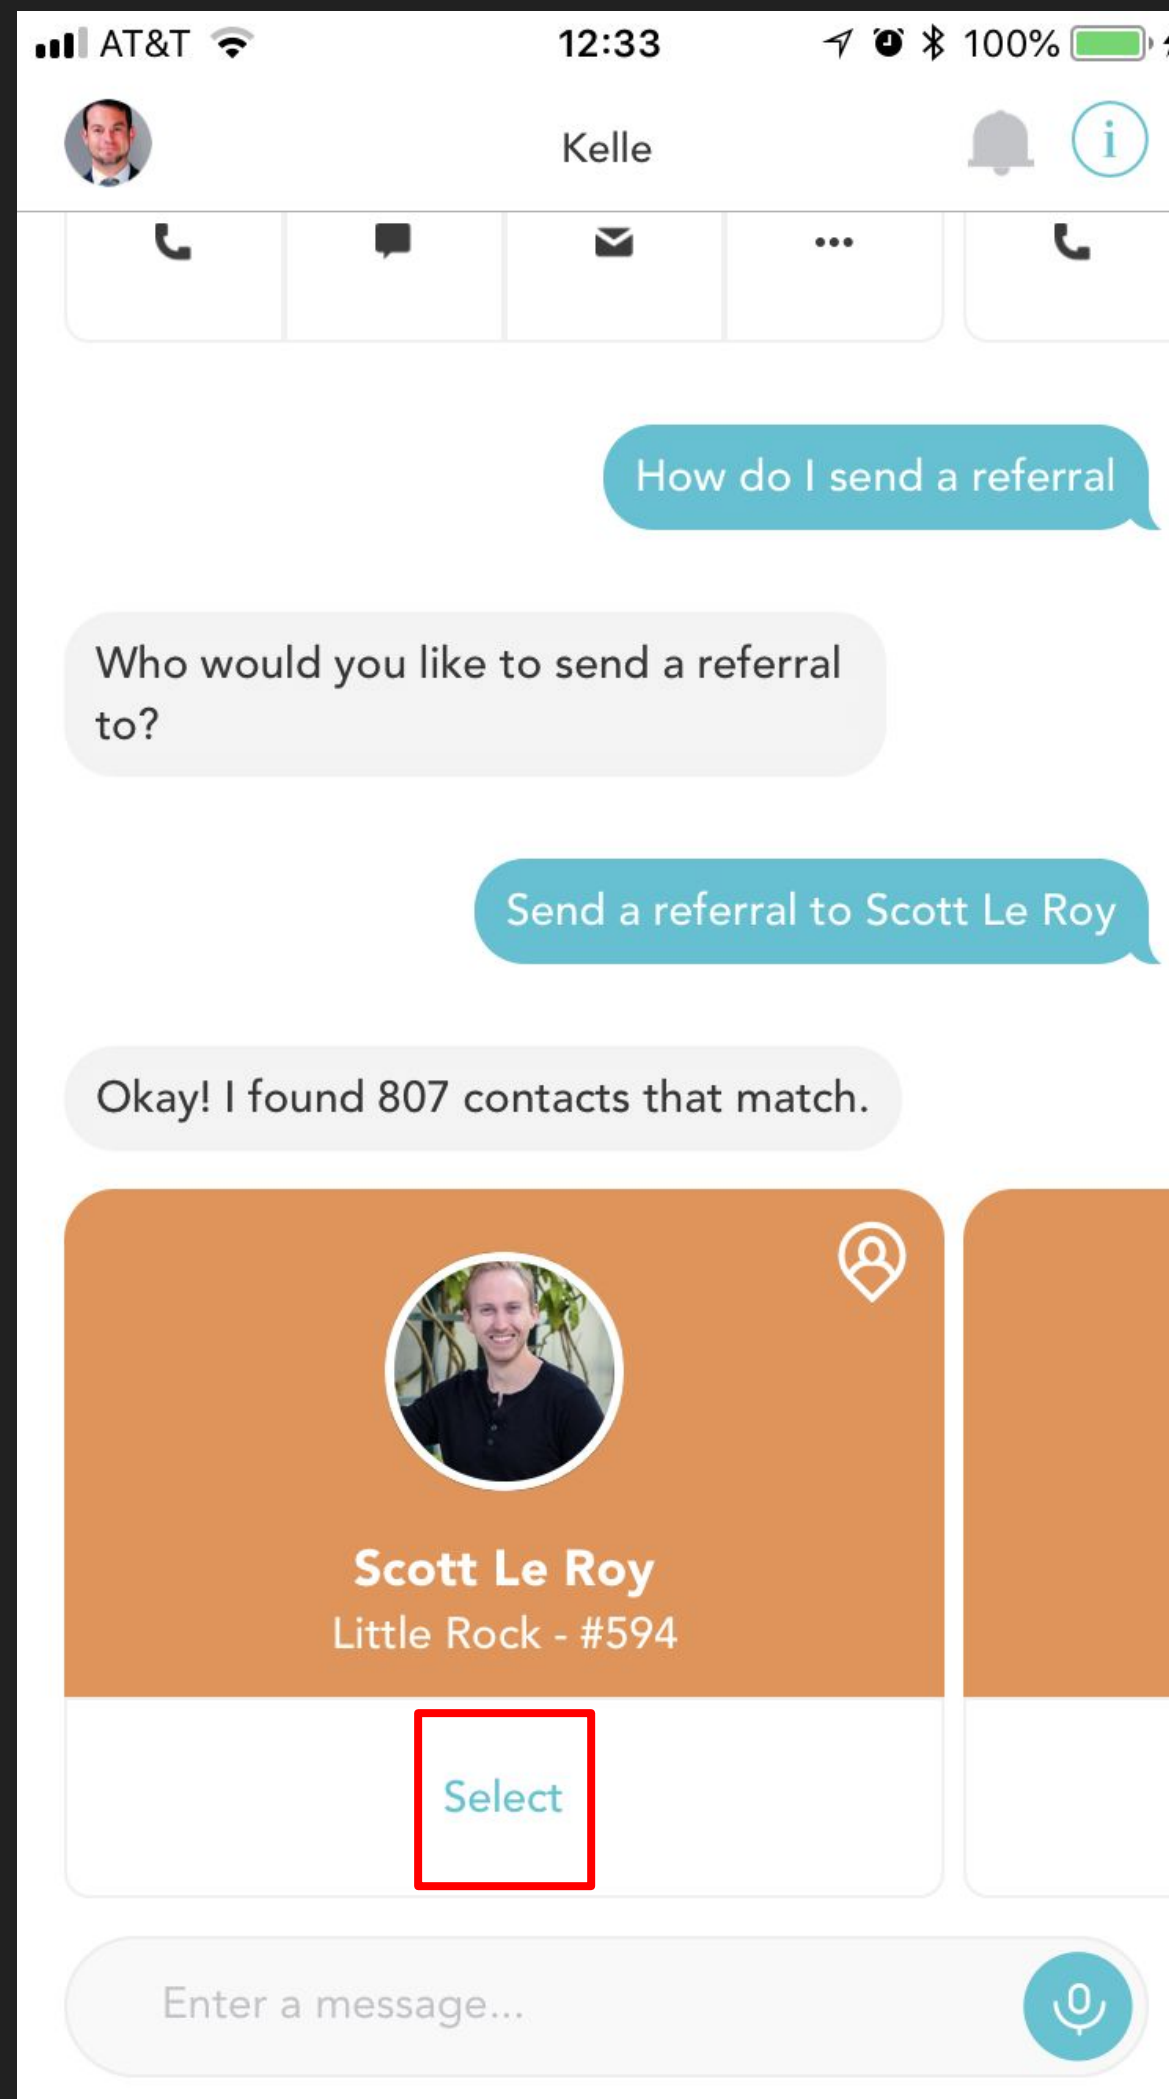 AT&T 12:33 100%
Kelle
How do I send a referral
Who would you like to send a referral
to?
Send a referral to Scott Le Roy
Okay! I found 807 contacts that match.
Scott Le Roy
Little Rock - #594
Select
Enter a message...